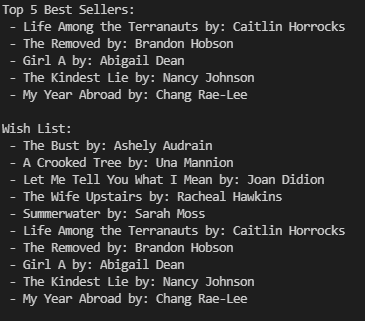 Top 5 Best Sellers:
- Life Among the Terranauts by: Caitlin Horrocks
- The Removed by: Brandon Hobson
- Girl A by: Abigail Dean
- The Kindest Lie by: Nancy Johnson
- My Year Abroad by: Chang Rae-Lee

Wish List:
- The Bust by: Ashely Audrain
- A Crooked Tree by: Una Mannion
- Let Me Tell You What I Mean by: Joan Didion
- The Wife Upstairs by: Racheal Hawkins
- Summerwater by: Sarah Moss
- Life Among the Terranauts by: Caitlin Horrocks
- The Removed by: Brandon Hobson
- Girl A by: Abigail Dean
- The Kindest Lie by: Nancy Johnson
- My Year Abroad by: Chang Rae-Lee